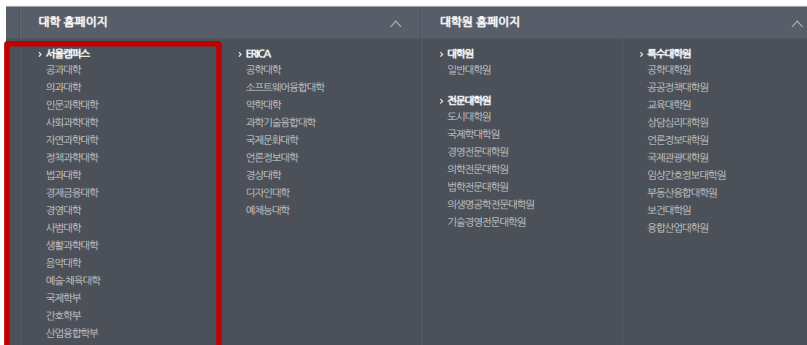 대학 홈페이지
> 서울캠퍼스
공과대학
의과대학
인문과학대학
사회과학대학
자연과학대학
정책과학대학
법과대학
경제금융대학
경영대학
사범대학
생활과학대학
음악대학
예술·체육대학
국제학부
간호학부
산업융합학부
> ERICA
공학대학
소프트웨어융합대학
약학대학
과학기술융합대학
국제문화대학
언론정보대학
경상대학
디자인대학
예체능대학
대학원 홈페이지
> 대학원
일반대학원
> 전문대학원
도시대학원
국제학대학원
경영전문대학원
의학전문대학원
법학전문대학원
의생명공학전문대학원
기술경영전문대학원
> 특수대학원
공학대학원
공공정책대학원
교육대학원
상담심리대학원
언론정보대학원
국제관광대학원
임상간호정보대학원
부동산융합대학원
보건대학원
융합산업대학원